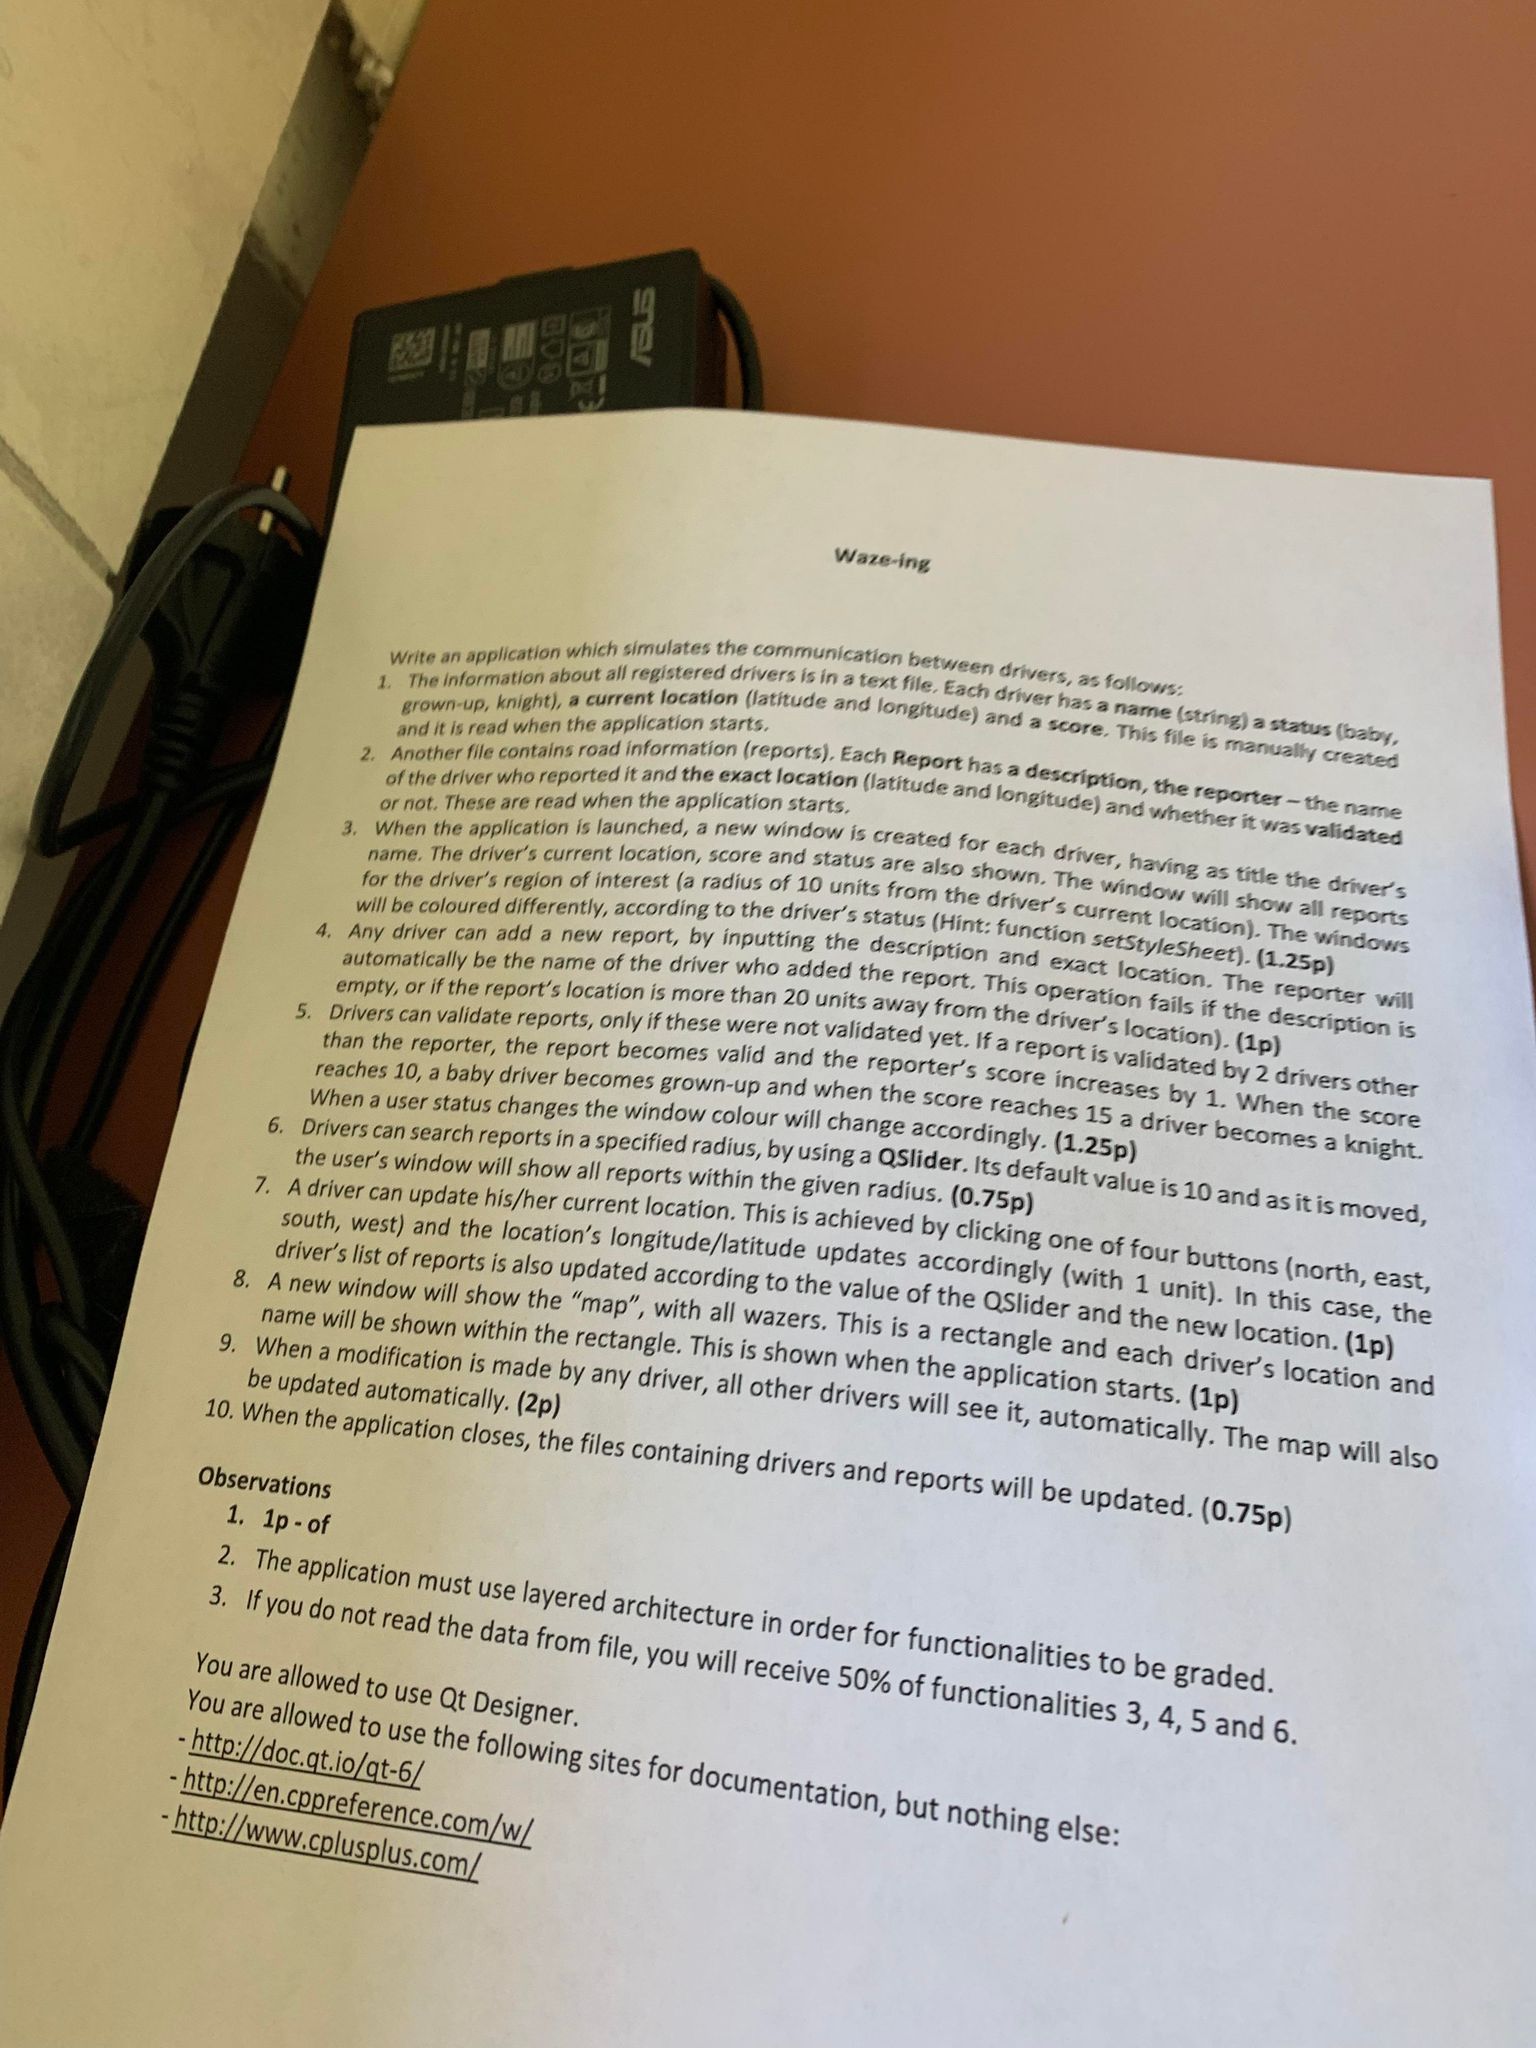 ASUS
Waze-ing
Write an application which simulates the communication between drivers, as follows:
1. The information about all registered drivers is in a text file. Each driver has a name (string) a status (baby,
grown-up, knight), a current location (latitude and longitude) and a score. This file is manually created
and it is read when the application starts.
2. Another file contains road information (reports). Each Report has a description, the reporter – the name
of the driver who reported it and the exact location (latitude and longitude) and whether it was validated
or not. These are read when the application starts.
3. When the application is launched, a new window is created for each driver, having as title the driver's
name. The driver's current location, score and status are also shown. The window will show all reports
for the driver's region of interest (a radius of 10 units from the driver's current location). The windows
will be coloured differently, according to the driver's status (Hint: function setStyleSheet). (1.25p)
4. Any driver can add a new report, by inputting the description and exact location. The reporter will
automatically be the name of the driver who added the report. This operation fails if the description is
empty, or if the report's location is more than 20 units away from the driver's location). (1p)
5. Drivers can validate reports, only if these were not validated yet. If a report is validated by 2 drivers other
than the reporter, the report becomes valid and the reporter's score increases by 1. When the score
reaches 10, a baby driver becomes grown-up and when the score reaches 15 a driver becomes a knight.
When a user status changes the window colour will change accordingly. (1.25p)
6. Drivers can search reports in a specified radius, by using a QSlider. Its default value is 10 and as it is moved,
the user's window will show all reports within the given radius. (0.75p)
7. A driver can update his/her current location. This is achieved by clicking one of four buttons (north, east,
south, west) and the location's longitude/latitude updates accordingly (with 1 unit). In this case, the
driver's list of reports is also updated according to the value of the QSlider and the new location. (1p)
8. A new window will show the "map", with all wazers. This is a rectangle and each driver's location and
name will be shown within the rectangle. This is shown when the application starts. (1p)
9. When a modification is made by any driver, all other drivers will see it, automatically. The map will also
be updated automatically. (2p)
10. When the application closes, the files containing drivers and reports will be updated. (0.75p)
Observations
1. 1p - of
2. The application must use layered architecture in order for functionalities to be graded.
3. If you do not read the data from file, you will receive 50% of functionalities 3, 4, 5 and 6.
You are allowed to use Qt Designer.
You are allowed to use the following sites for documentation, but nothing else:
- http://doc.qt.io/qt-6/
- http://en.cppreference.com/w/
- http://www.cplusplus.com/